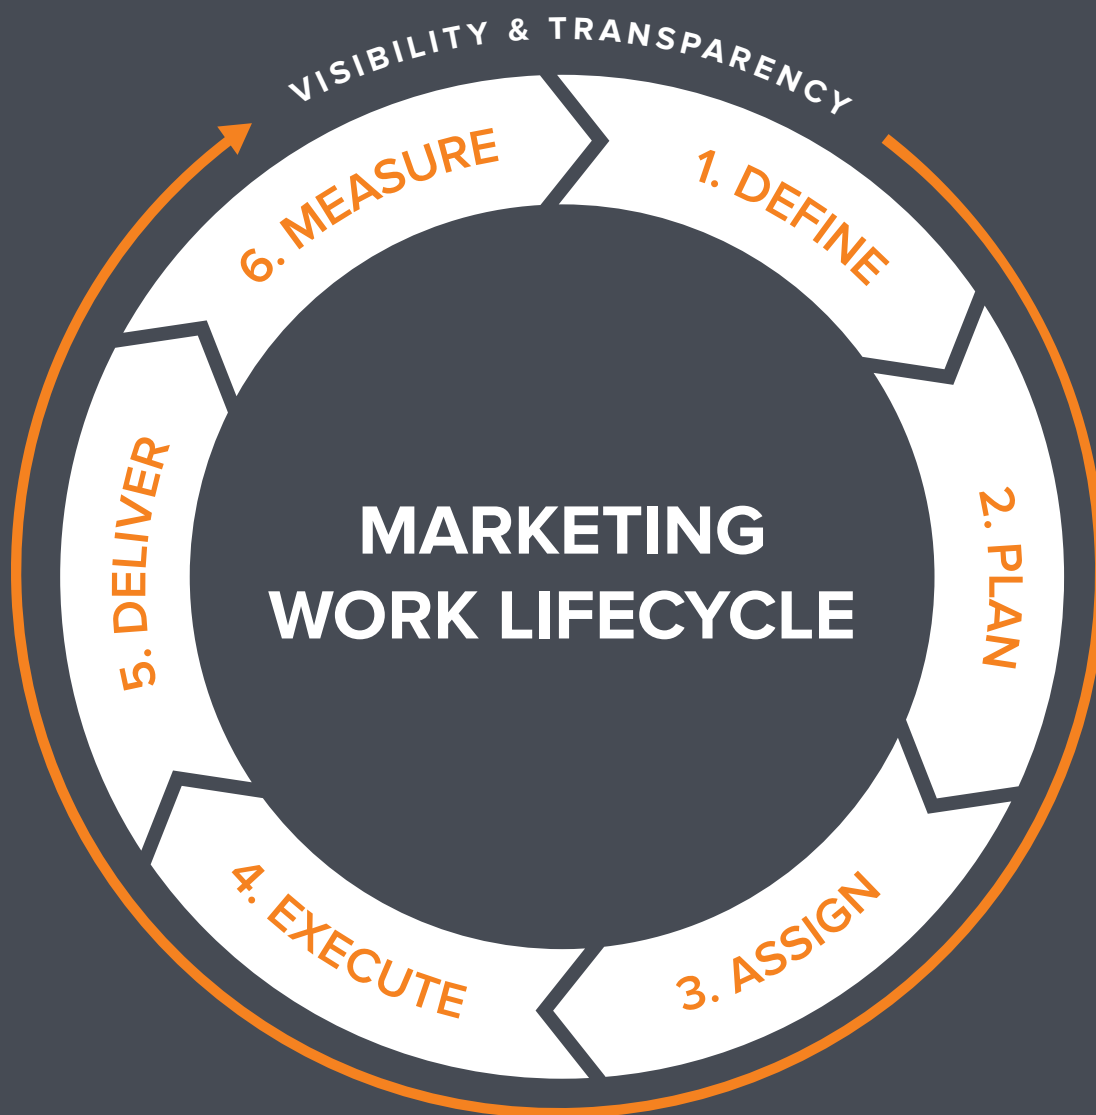 VISIBILITY & TRANSPARENCY
1. DEFINE
2. PLAN
3. ASSIGN
4. EXECUTE
5. DELIVER
6. MEASURE
MARKETING
WORK LIFECYCLE